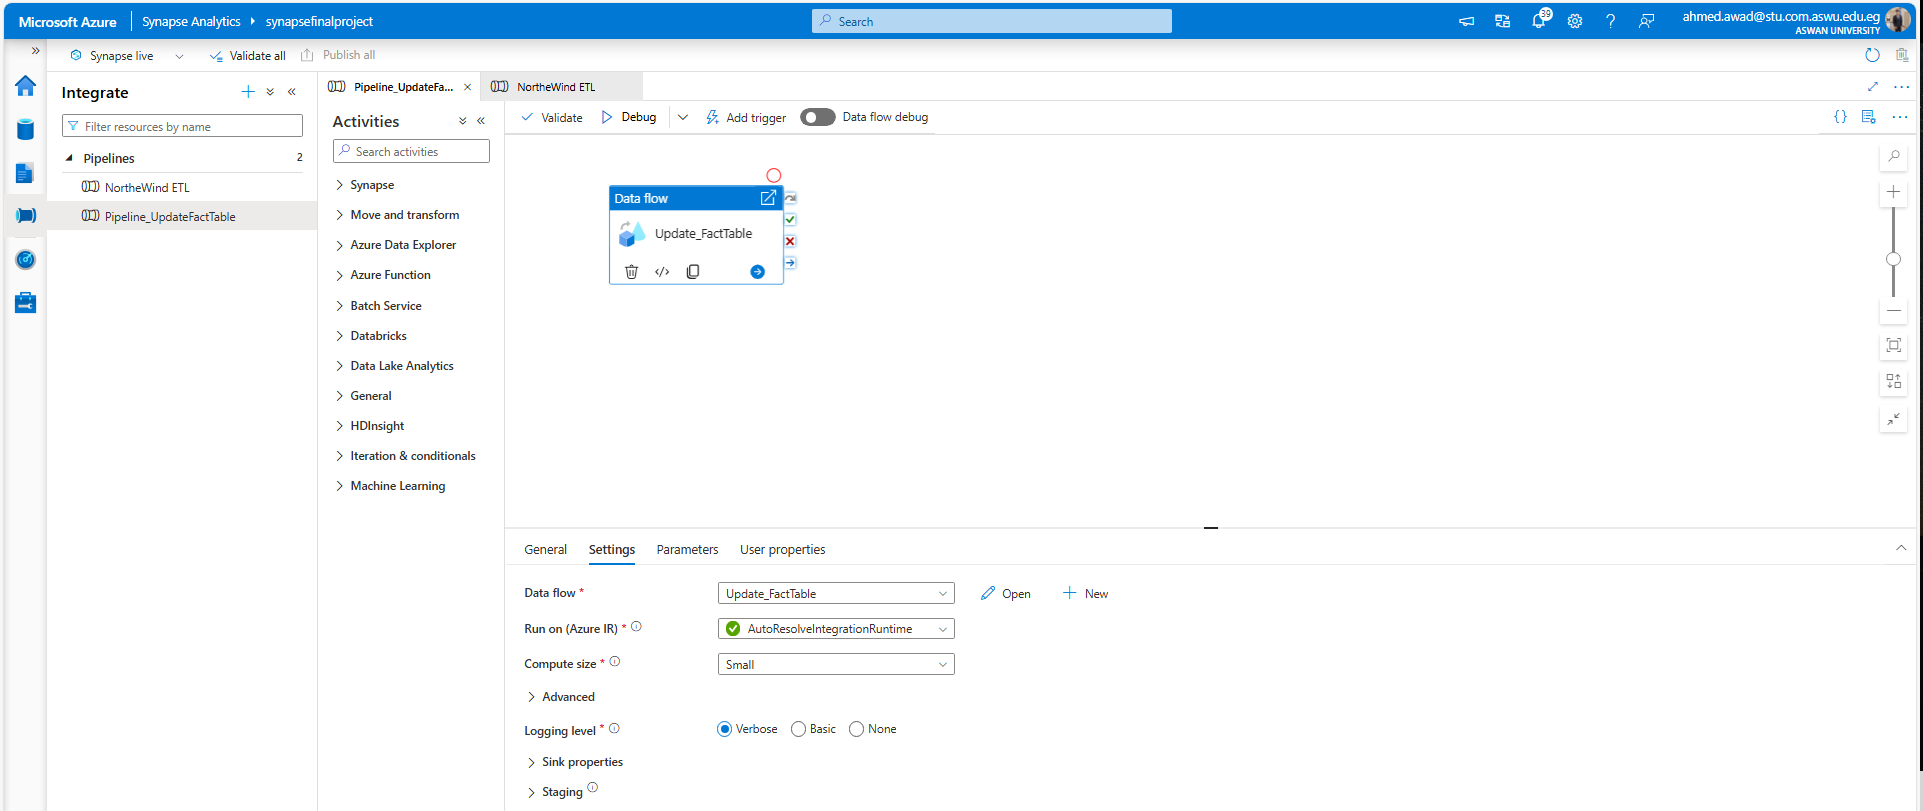 Microsoft Azure
Synapse Analytics
synapsefinalproject
Search
39
ahmed.awad@stu.com.aswu.edu.eg
ASWAN UNIVERSITY
Synapse live
Validate all
Publish all
Integrate
Filter resources by name
Pipelines
2
NortheWind ETL
Pipeline_UpdateFactTable
Pipeline_UpdateFa...
NortheWind ETL
Activities
Search activities
Synapse
Move and transform
Azure Data Explorer
Azure Function
Batch Service
Databricks
Data Lake Analytics
General
HDInsight
Iteration & conditionals
Machine Learning
Validate
Debug
Add trigger
Data flow debug
Data flow
Update_FactTable
General
Settings
Parameters
User properties
Data flow *
Update_FactTable
Open
New
Run on (Azure IR) *
AutoResolveIntegrationRuntime
Compute size *
Small
Advanced
Logging level *
Verbose
Basic
None
Sink properties
Staging